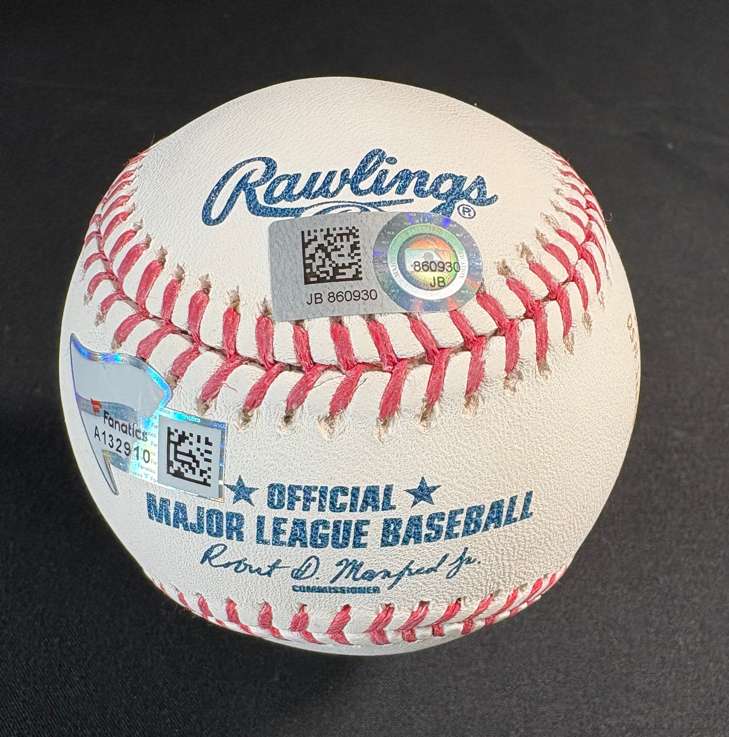 Rawlings®
JB 860930
860930
JB
Fanatics
A132910
OFFICIAL
MAJOR LEAGUE BASEBALL
Robert D. Manfred Jr.
COMMISSIONER